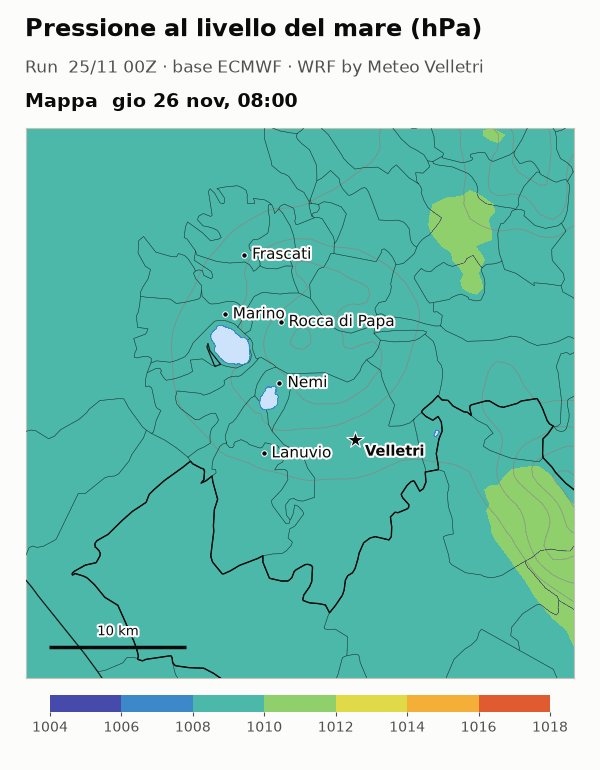 Pressione al livello del mare (hPa)
Run  25/11 00Z · base ECMWF · WRF by Meteo Velletri
Mappa  gio 26 nov, 08:00
Frascati
Marino
Rocca di Papa
Nemi
Velletri
Lanuvio
10 km
1004 1006 1008 1010 1012 1014 1016 1018